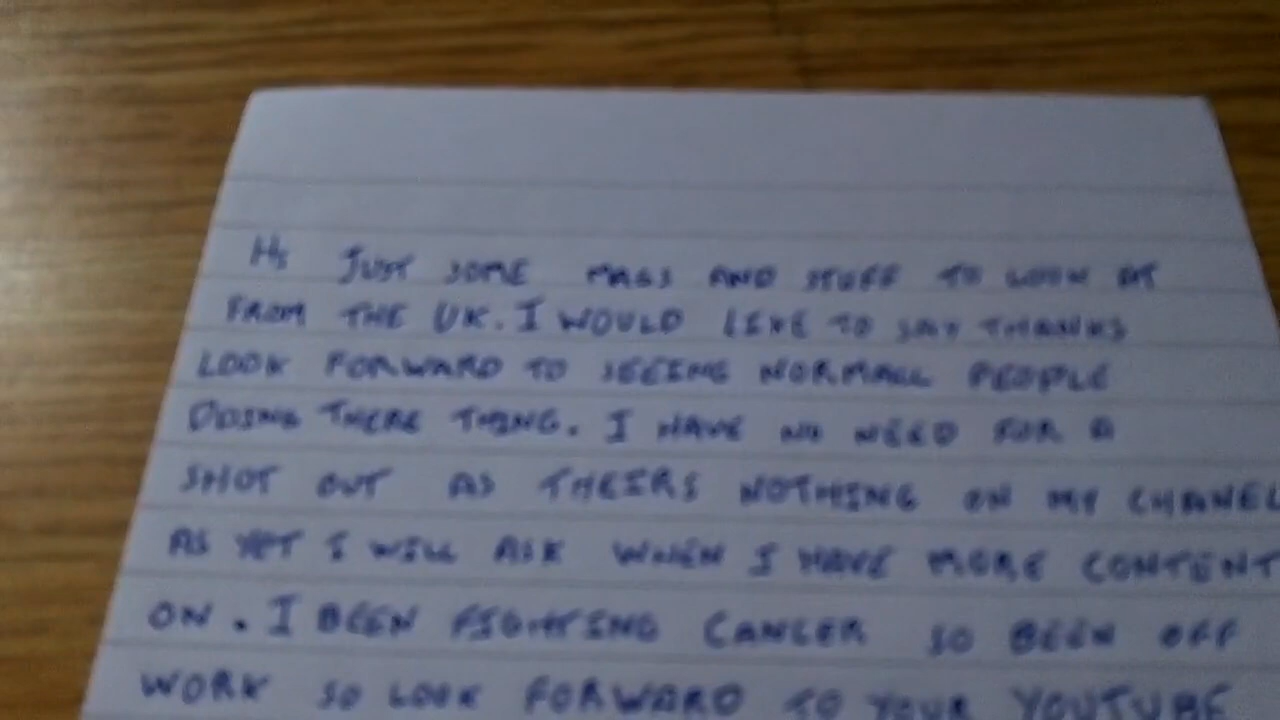 Hi JUST SOME MAGS AND STUFF TO LOOK AT
FROM THE UK. I WOULD LIKE TO SAY THANKS
LOOK FORWARD TO SEEING NORMALL PEOPLE
DOING THERE THING. I HAVE NO NEED FOR A
SHOT OUT AS THEIRS NOTHING ON MY CHANEL
AS YET I WILL ASK WHEN I HAVE MORE CONTENT
ON. I BEEN FIGHTING CANCER SO BEEN OFF
WORK SO LOOK FORWARD TO YOUR YOUTUBE